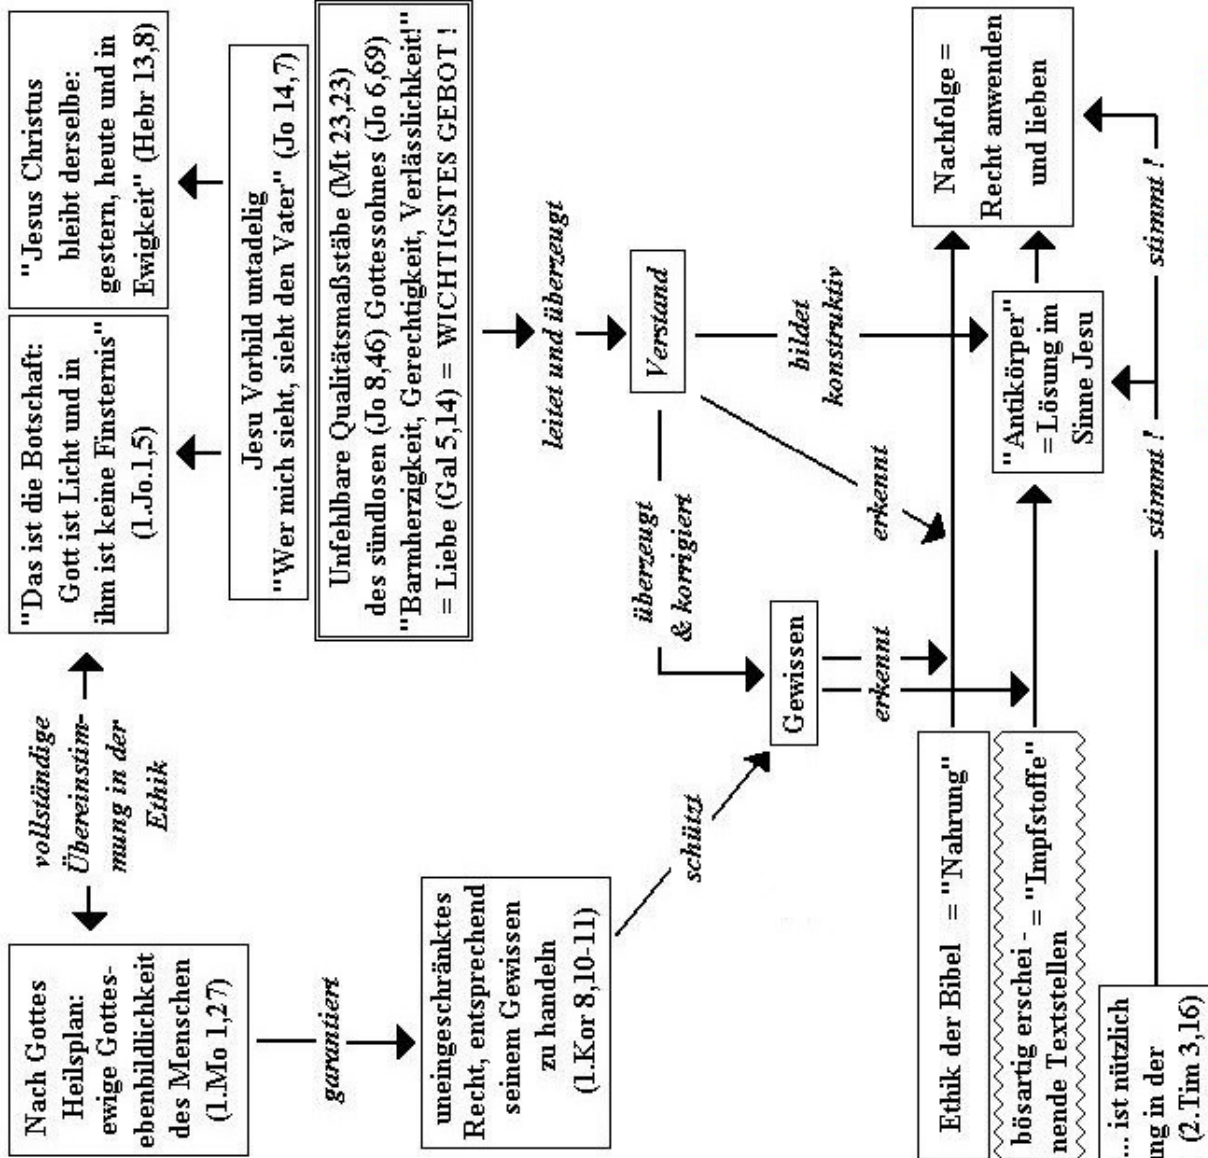 Nach Gottes
Heilsplan:
ewige Gottes-
ebenbildlichkeit
des Menschen
(1.Mo 1,27)
vollständige
Übereinstim-
mung in der
Ethik
"Das ist die Botschaft:
Gott ist Licht und in
ihm ist keine Finsternis"
(1.Jo.1,5)
"Jesus Christus
bleibt derselbe:
gestern, heute und in
Ewigkeit" (Hebr 13,8)
Jesu Vorbild untadelig
"Wer mich sieht, sieht den Vater" (Jo 14,7)
Unfehlbare Qualitätsmaßstäbe (Mt 23,23)
des sündlosen (Jo 8,46) Gottessohnes (Jo 6,69)
"Barmherzigkeit, Gerechtigkeit, Verlässlichkeit!"
= Liebe (Gal 5,14) = WICHTIGSTES GEBOT !
garantiert
uneingeschränktes
Recht, entsprechend
seinem Gewissen
zu handeln
(1.Kor 8,10-11)
leitet und überzeugt
Verstand
überzeugt
& korrigiert
schützt
Gewissen
bildet
konstruktiv
erkennt
erkennt
Ethik der Bibel = "Nahrung"
Nachfolge =
Recht anwenden
und lieben
bösartig erschei - = "Impfstoffe"
nende Textstellen
"Antikörper"
= Lösung im
Sinne Jesu
... ist nützlich
ung in der
(2.Tim 3,16)
stimmt !
stimmt !